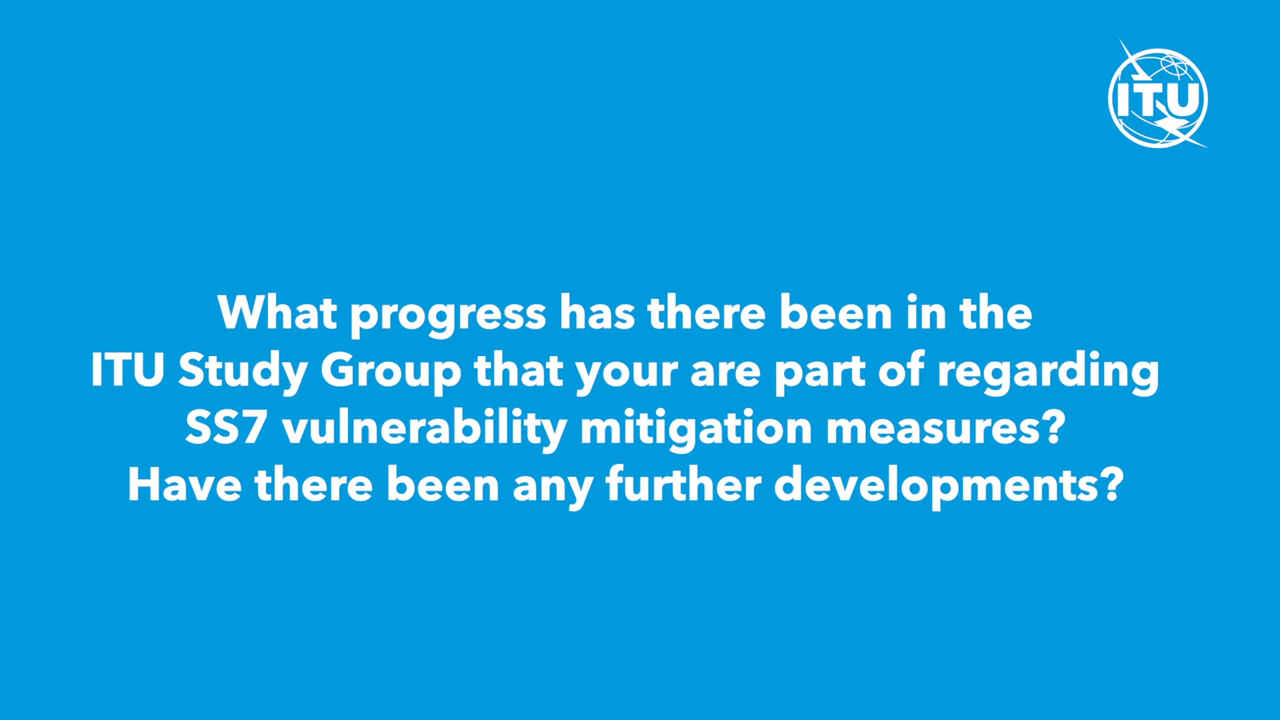 ITU
What progress has there been in the
ITU Study Group that your are part of regarding
SS7 vulnerability mitigation measures?
Have there been any further developments?